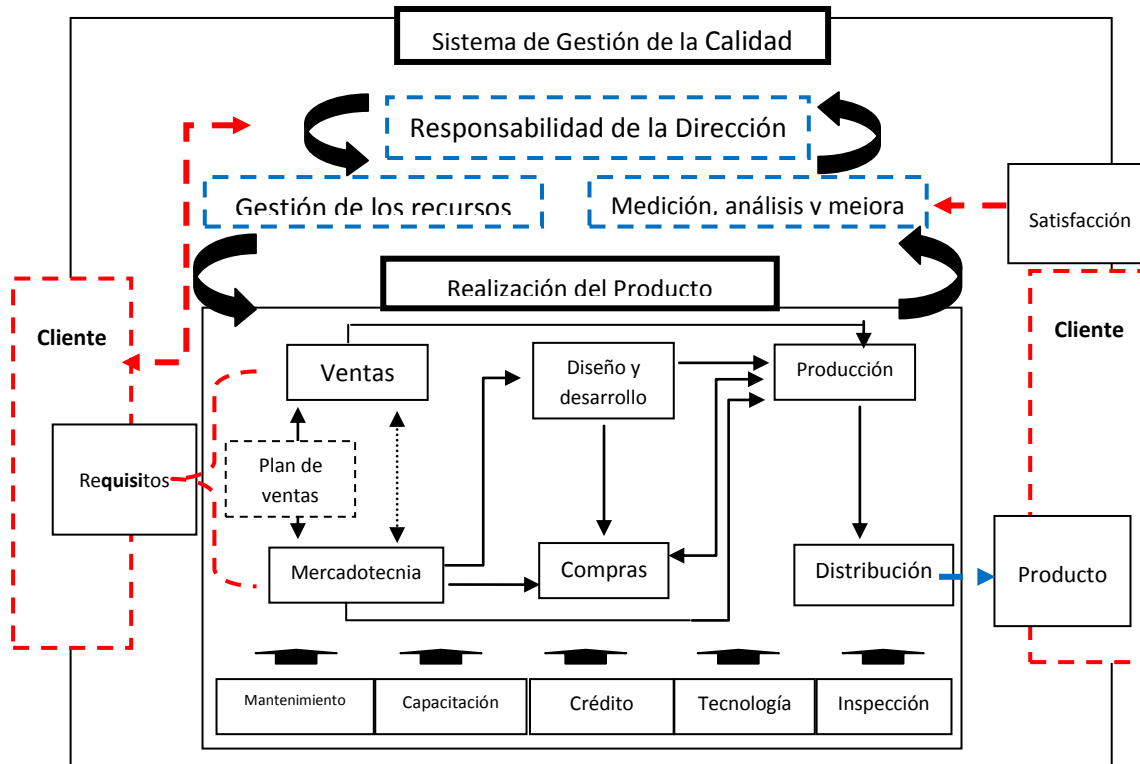 Sistema de Gestión de la Calidad
Responsabilidad de la Dirección
Gestión de los recursos
Medición, análisis y mejora
Satisfacción
Realización del Producto
Cliente
Cliente
Ventas
Diseño y
desarrollo
Producción
Plan de
ventas
Requisitos
Mercadotecnia
Compras
Distribución
Producto
Mantenimiento
Capacitación
Crédito
Tecnología
Inspección